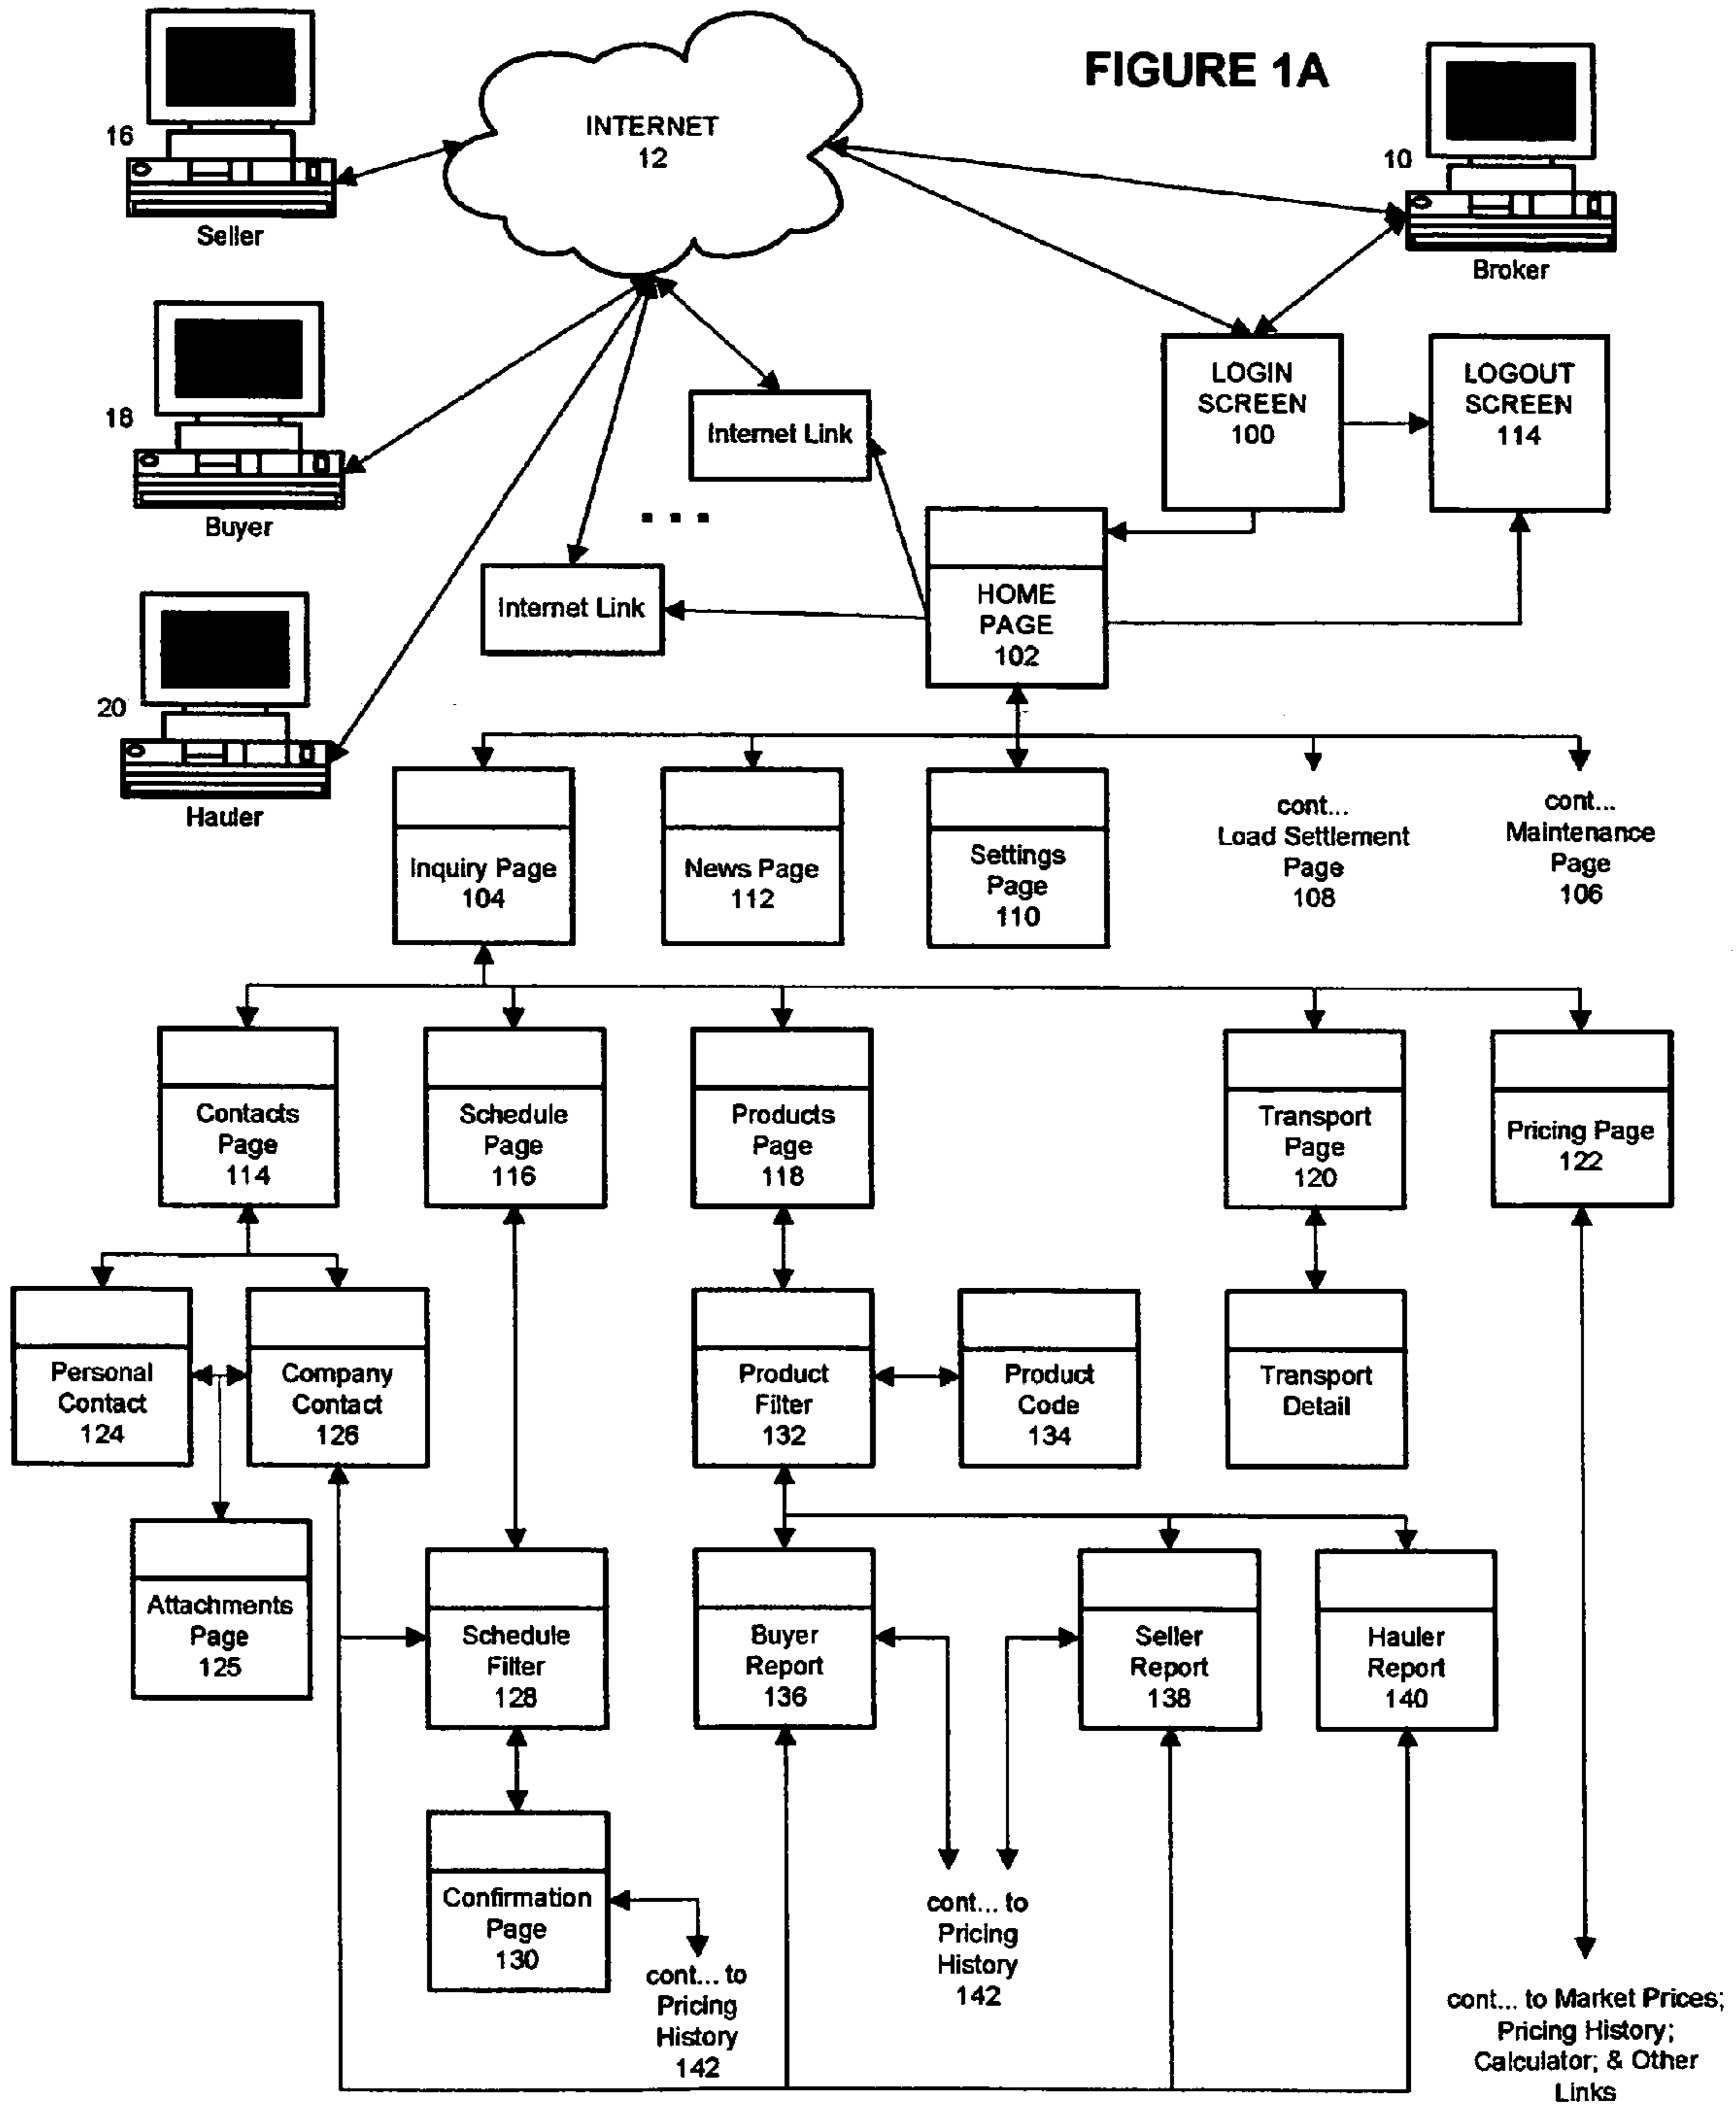 FIGURE 1A
INTERNET
12
16
Seller
10
Broker
18
Buyer
20
Hauler
LOGIN
SCREEN
100
LOGOUT
SCREEN
114
Internet Link
...
Internet Link
HOME
PAGE
102
Inquiry Page
104
News Page
112
Settings
Page
110
cont...
Load Settlement
Page
108
cont...
Maintenance
Page
106
Contacts
Page
114
Schedule
Page
116
Products
Page
118
Transport
Page
120
Pricing Page
122
Personal
Contact
124
Company
Contact
126
Product
Filter
132
Product
Code
134
Transport
Detail
Attachments
Page
125
Schedule
Filter
128
Buyer
Report
136
Seller
Report
138
Hauler
Report
140
Confirmation
Page
130
cont... to
Pricing
History
142
cont... to
Pricing
History
142
cont... to Market Prices;
Pricing History;
Calculator; & Other
Links